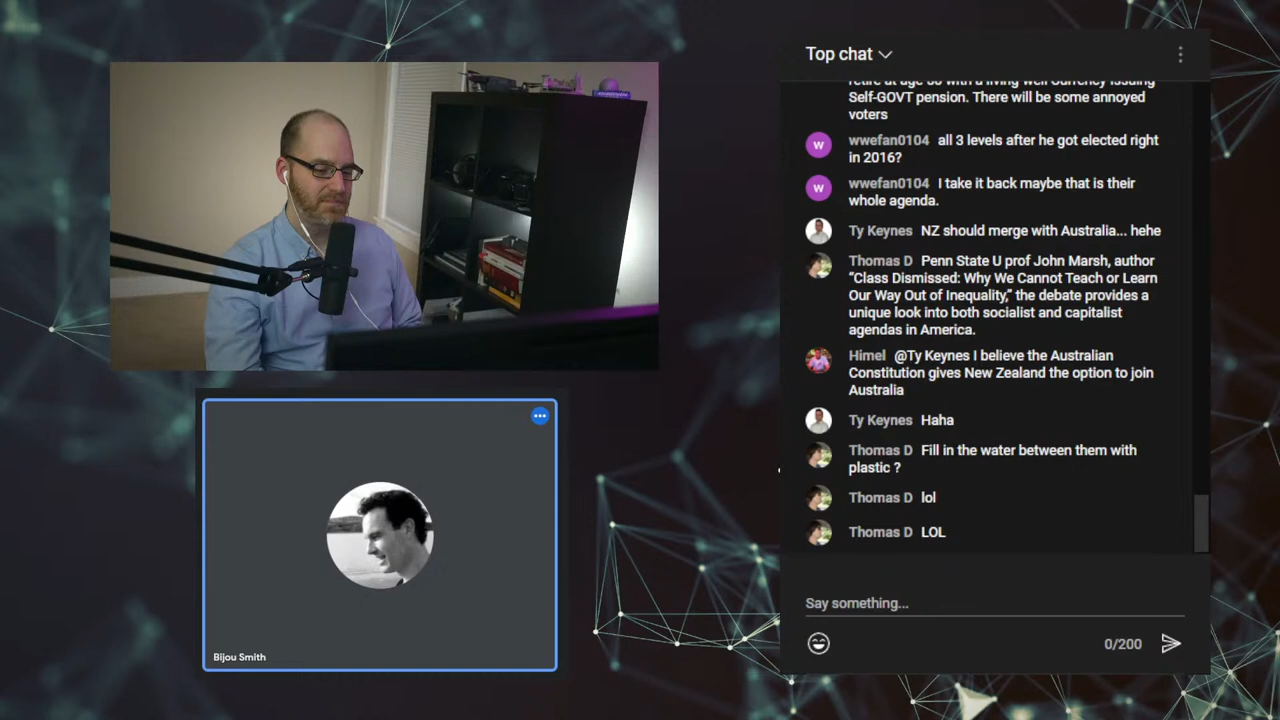 Top chat
retire at age 50 with a living well Currency Issuing
Self-GOVT pension. There will be some annoyed
voters
W
wwefan0104 all 3 levels after he got elected right
in 2016?
W
wwefan0104 I take it back maybe that is their
whole agenda.
Ty Keynes NZ should merge with Australia... hehe
Thomas D Penn State U prof John Marsh, author
“Class Dismissed: Why We Cannot Teach or Learn
Our Way Out of Inequality,” the debate provides a
unique look into both socialist and capitalist
agendas in America.
Himel @Ty Keynes I believe the Australian
Constitution gives New Zealand the option to join
Australia
Ty Keynes Haha
Thomas D Fill in the water between them with
plastic ?
Thomas D lol
Thomas D LOL
Say something...
0/200
Bijou Smith